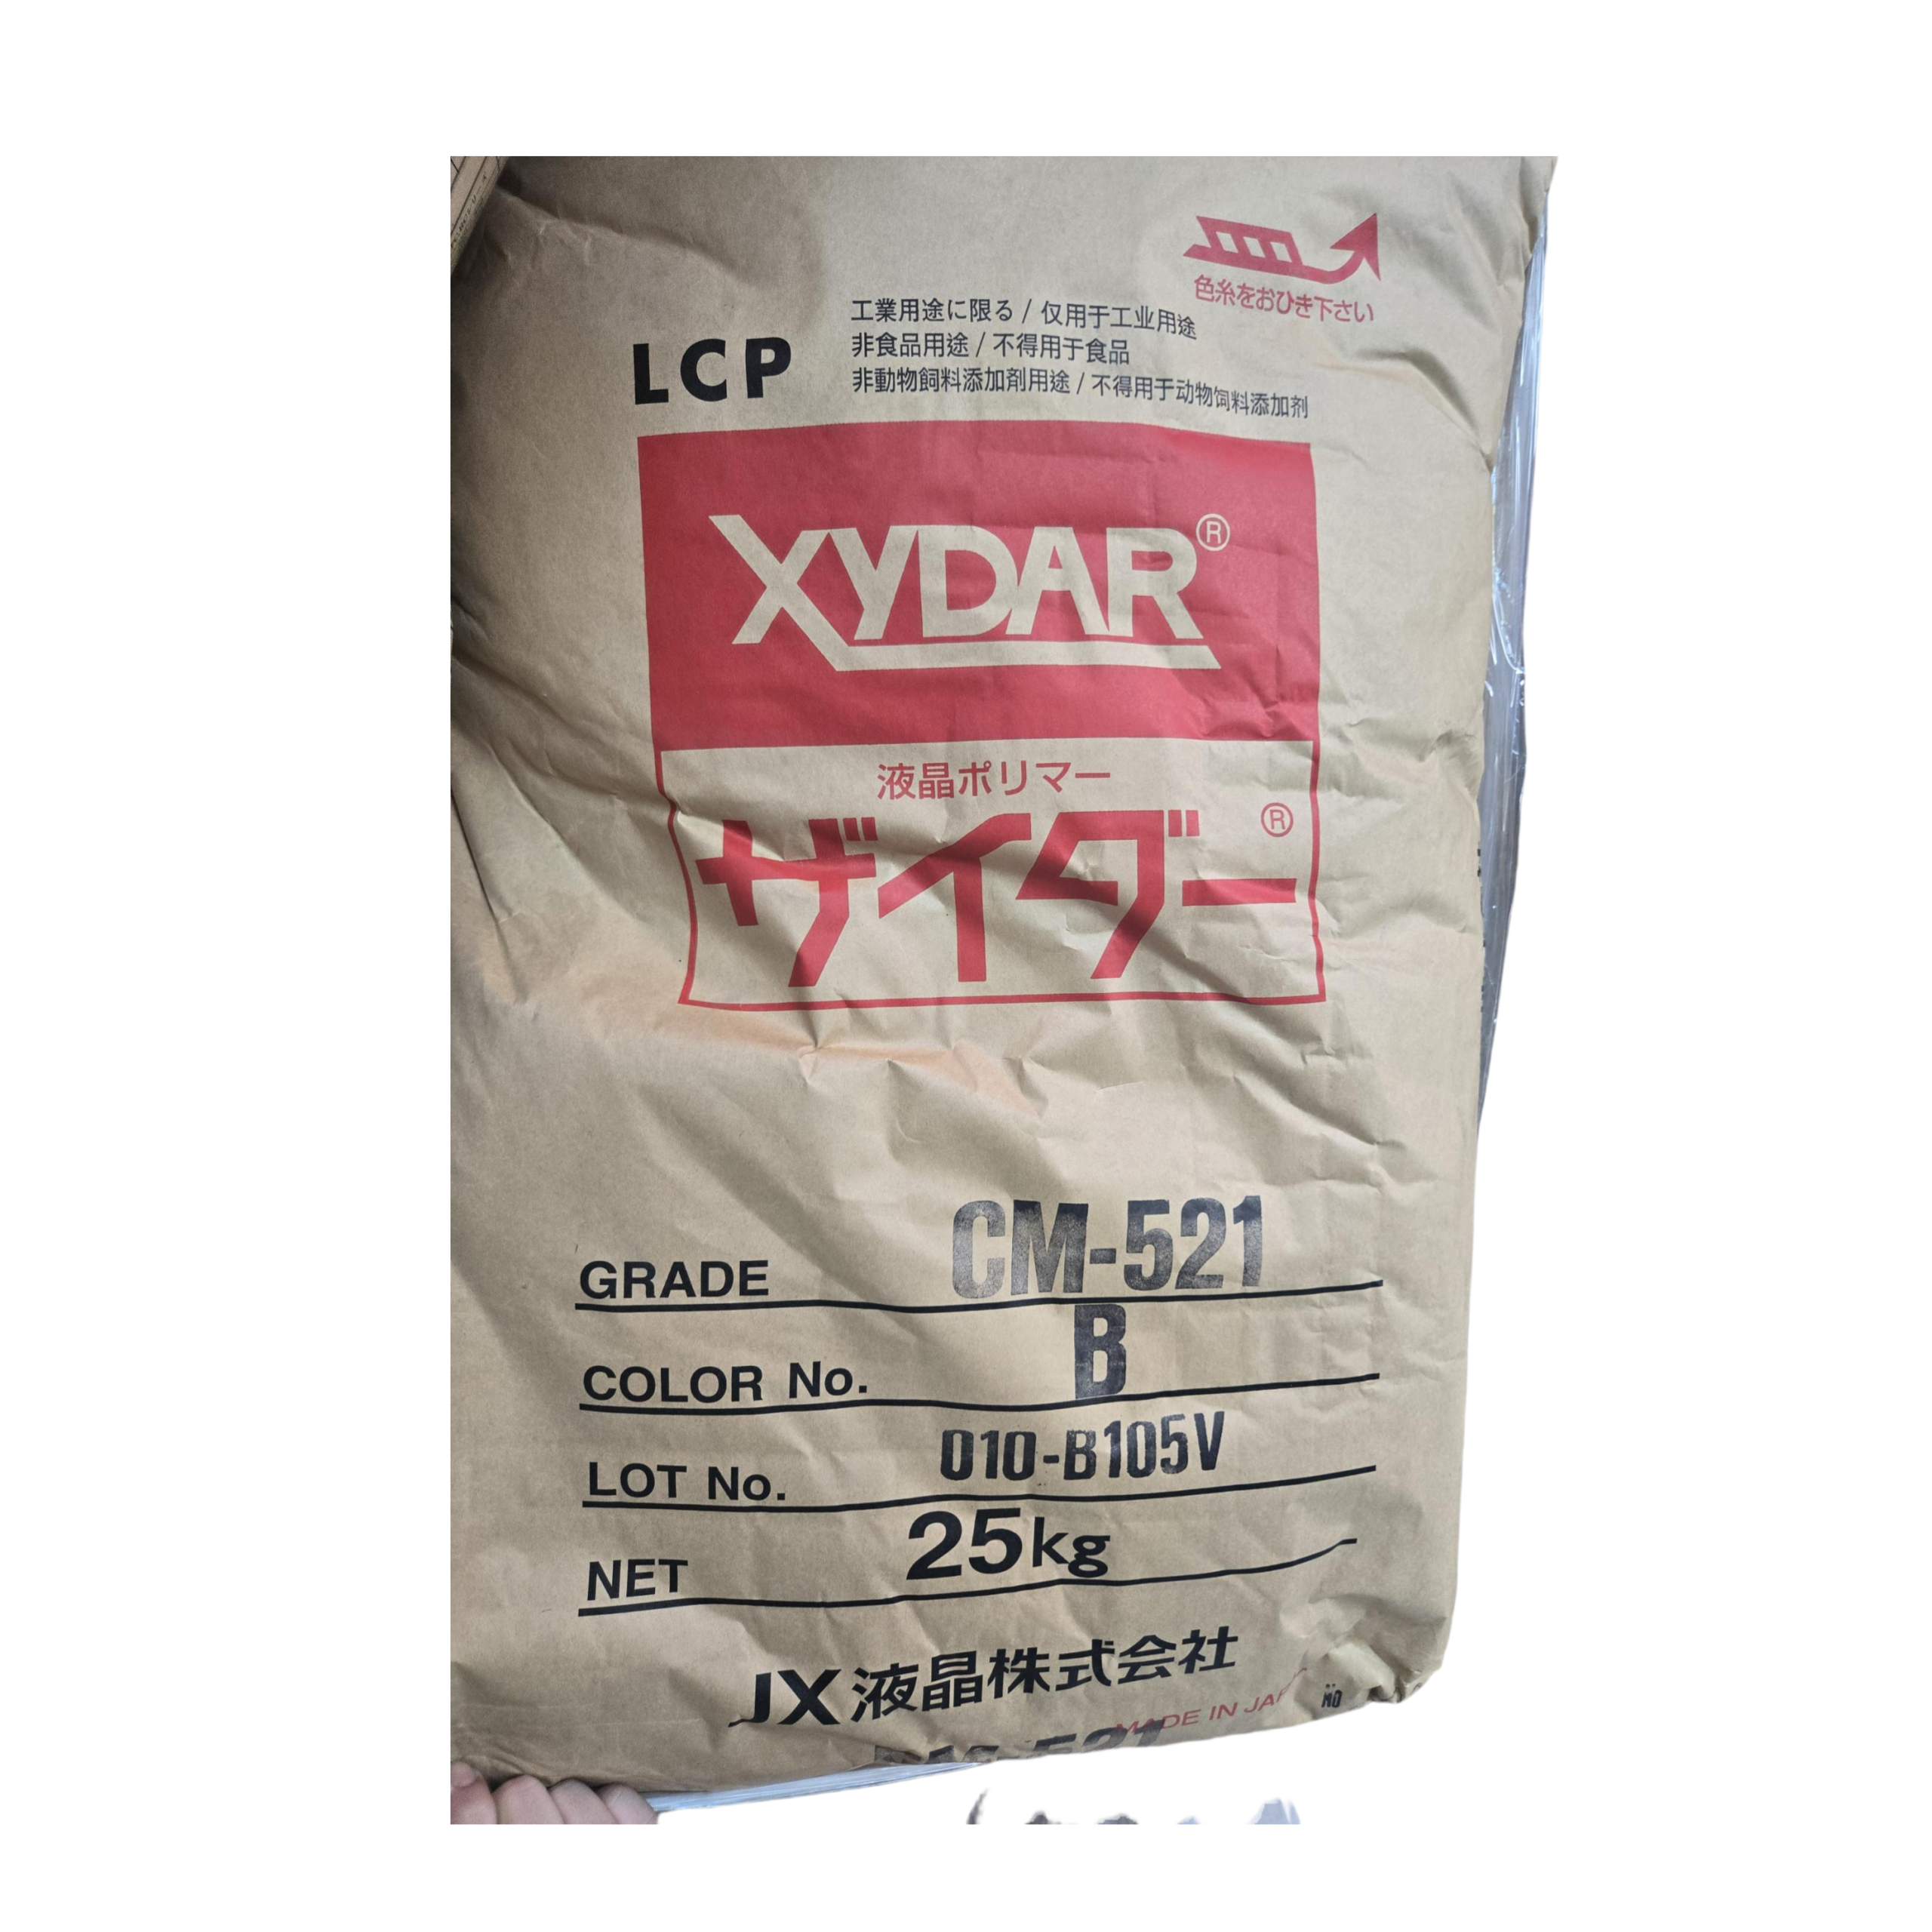 色糸をおひき下さい
LCP
工業用途に限る / 仅用于工业用途
非食品用途 / 不得用于食品
非動物飼料添加剤用途 / 不得用于动物饲料添加剂
XYDAR®
液晶ポリマー
ザイダー®
GRADE CM-521
COLOR No. B
LOT No. 010-B105V
NET 25kg
JX液晶株式会社
MADE IN